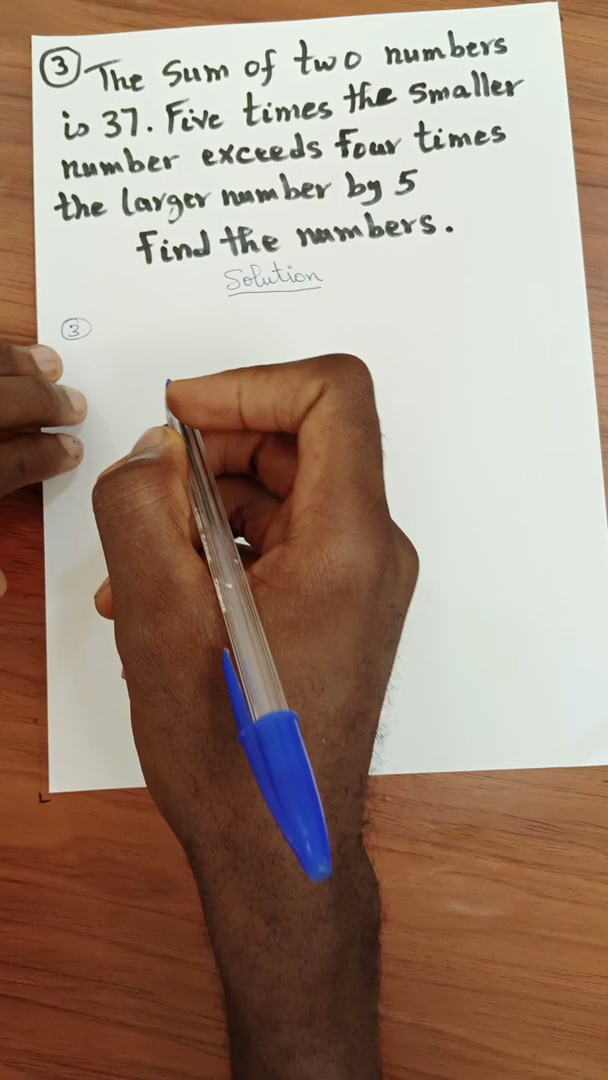 ③ The sum of two numbers
is 37. Five times the smaller
number exceeds four times
the larger number by 5
Find the numbers.
Solution
③